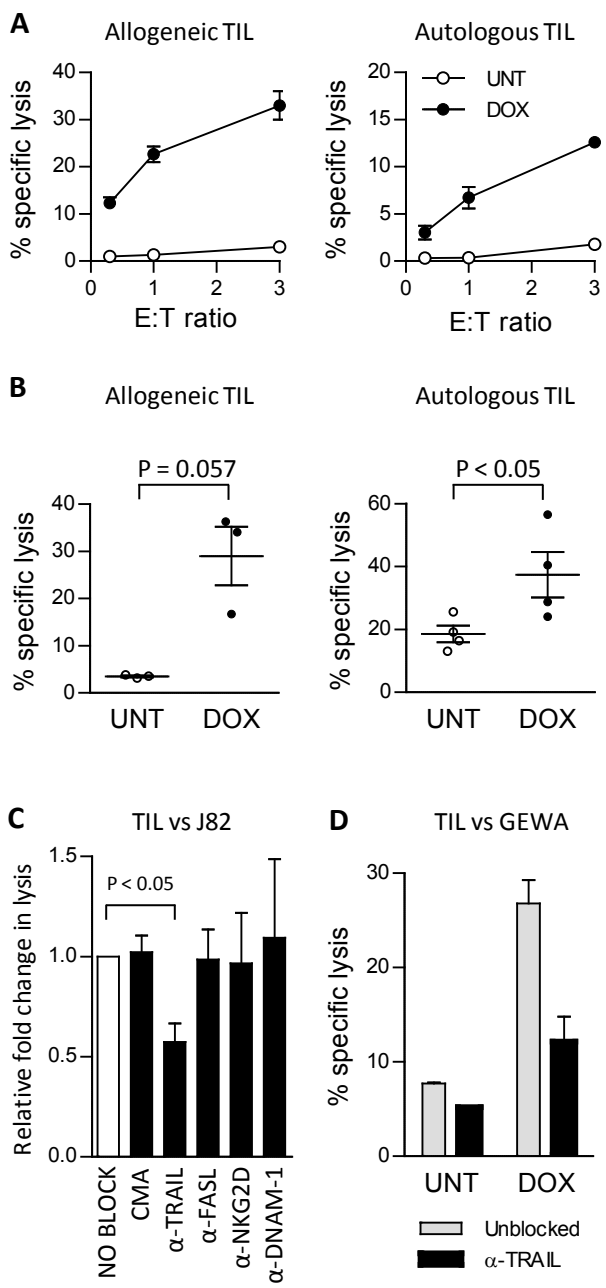 A
Allogeneic TIL
Autologous TIL
% specific lysis
40
30
20
10
0
0
1
2
3
E:T ratio
% specific lysis
20
15
10
5
0
0
1
2
3
E:T ratio
UNT
DOX
B
Allogeneic TIL
Autologous TIL
P = 0.057
P < 0.05
% specific lysis
40
30
20
10
0
UNT
DOX
% specific lysis
60
40
20
0
UNT
DOX
C
TIL vs J82
Relative fold change in lysis
1.5
1.0
0.5
0.0
P < 0.05
NO BLOCK
CMA
α-TRAIL
α-FASL
α-NKG2D
α-DNAM-1
D
TIL vs GEWA
% specific lysis
30
20
10
0
UNT
DOX
Unblocked
α-TRAIL